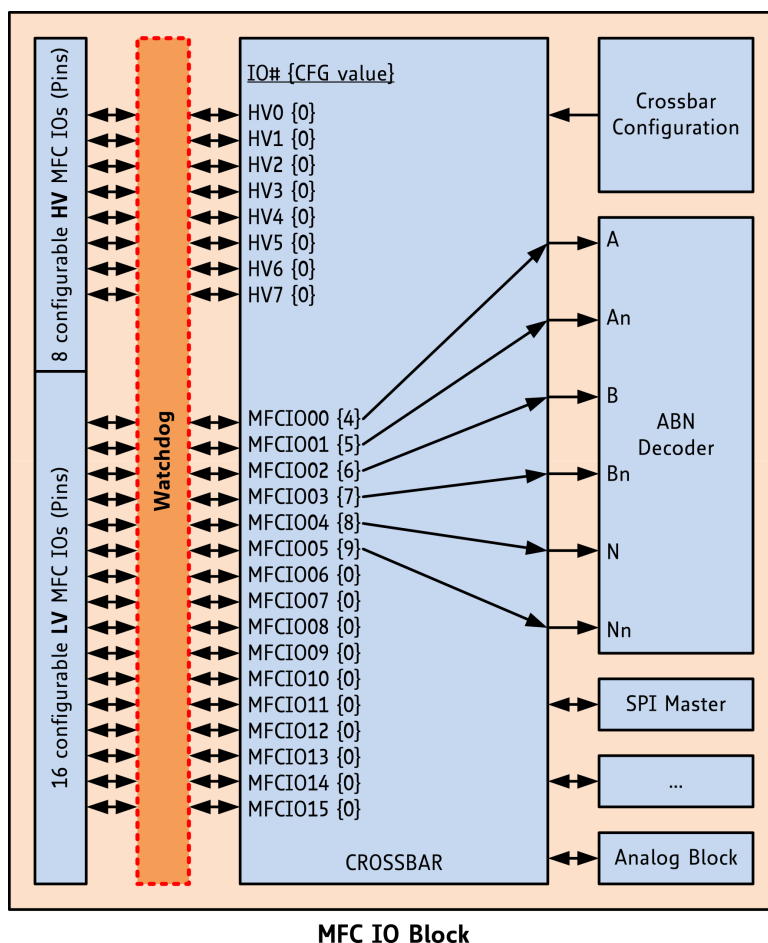 8 configurable HV MFC IOs (Pins)
16 configurable LV MFC IOs (Pins)
Watchdog
IO# {CFG value}
HV0 {0}
HV1 {0}
HV2 {0}
HV3 {0}
HV4 {0}
HV5 {0}
HV6 {0}
HV7 {0}
MFCIO00 {4}
MFCIO01 {5}
MFCIO02 {6}
MFCIO03 {7}
MFCIO04 {8}
MFCIO05 {9}
MFCIO06 {0}
MFCIO07 {0}
MFCIO08 {0}
MFCIO09 {0}
MFCIO10 {0}
MFCIO11 {0}
MFCIO12 {0}
MFCIO13 {0}
MFCIO14 {0}
MFCIO15 {0}
CROSSBAR
Crossbar
Configuration
A
An
B
Bn
N
Nn
ABN
Decoder
SPI Master
...
Analog Block
MFC IO Block